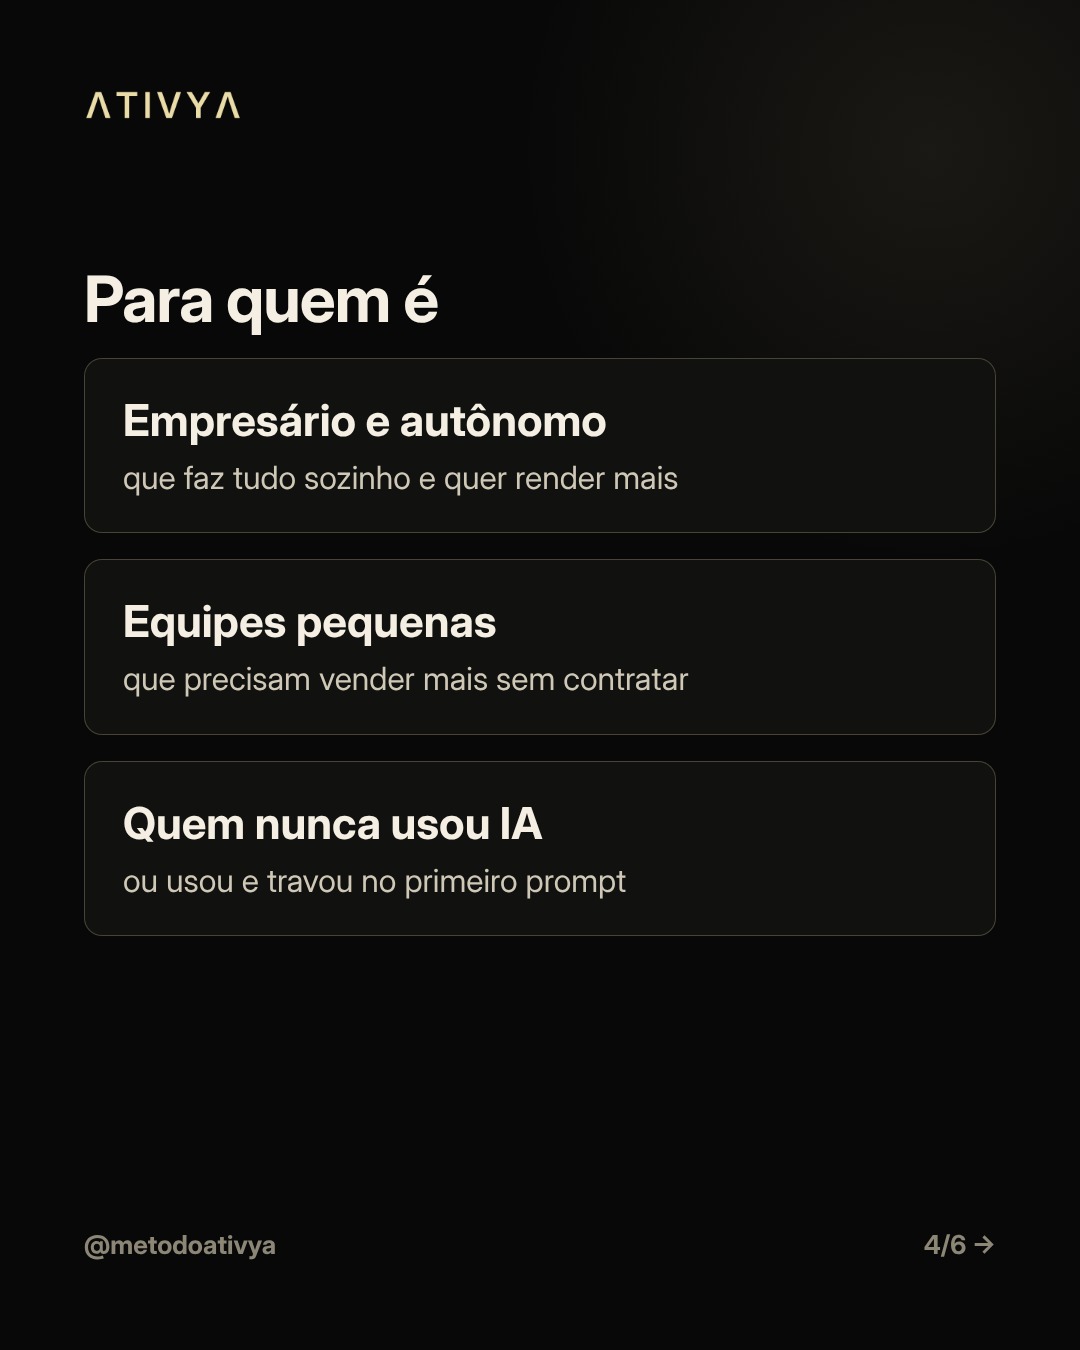 ATIVYA
Para quem é
Empresário e autônomo
que faz tudo sozinho e quer render mais
Equipes pequenas
que precisam vender mais sem contratar
Quem nunca usou IA
ou usou e travou no primeiro prompt
@metodoativya
4/6 →